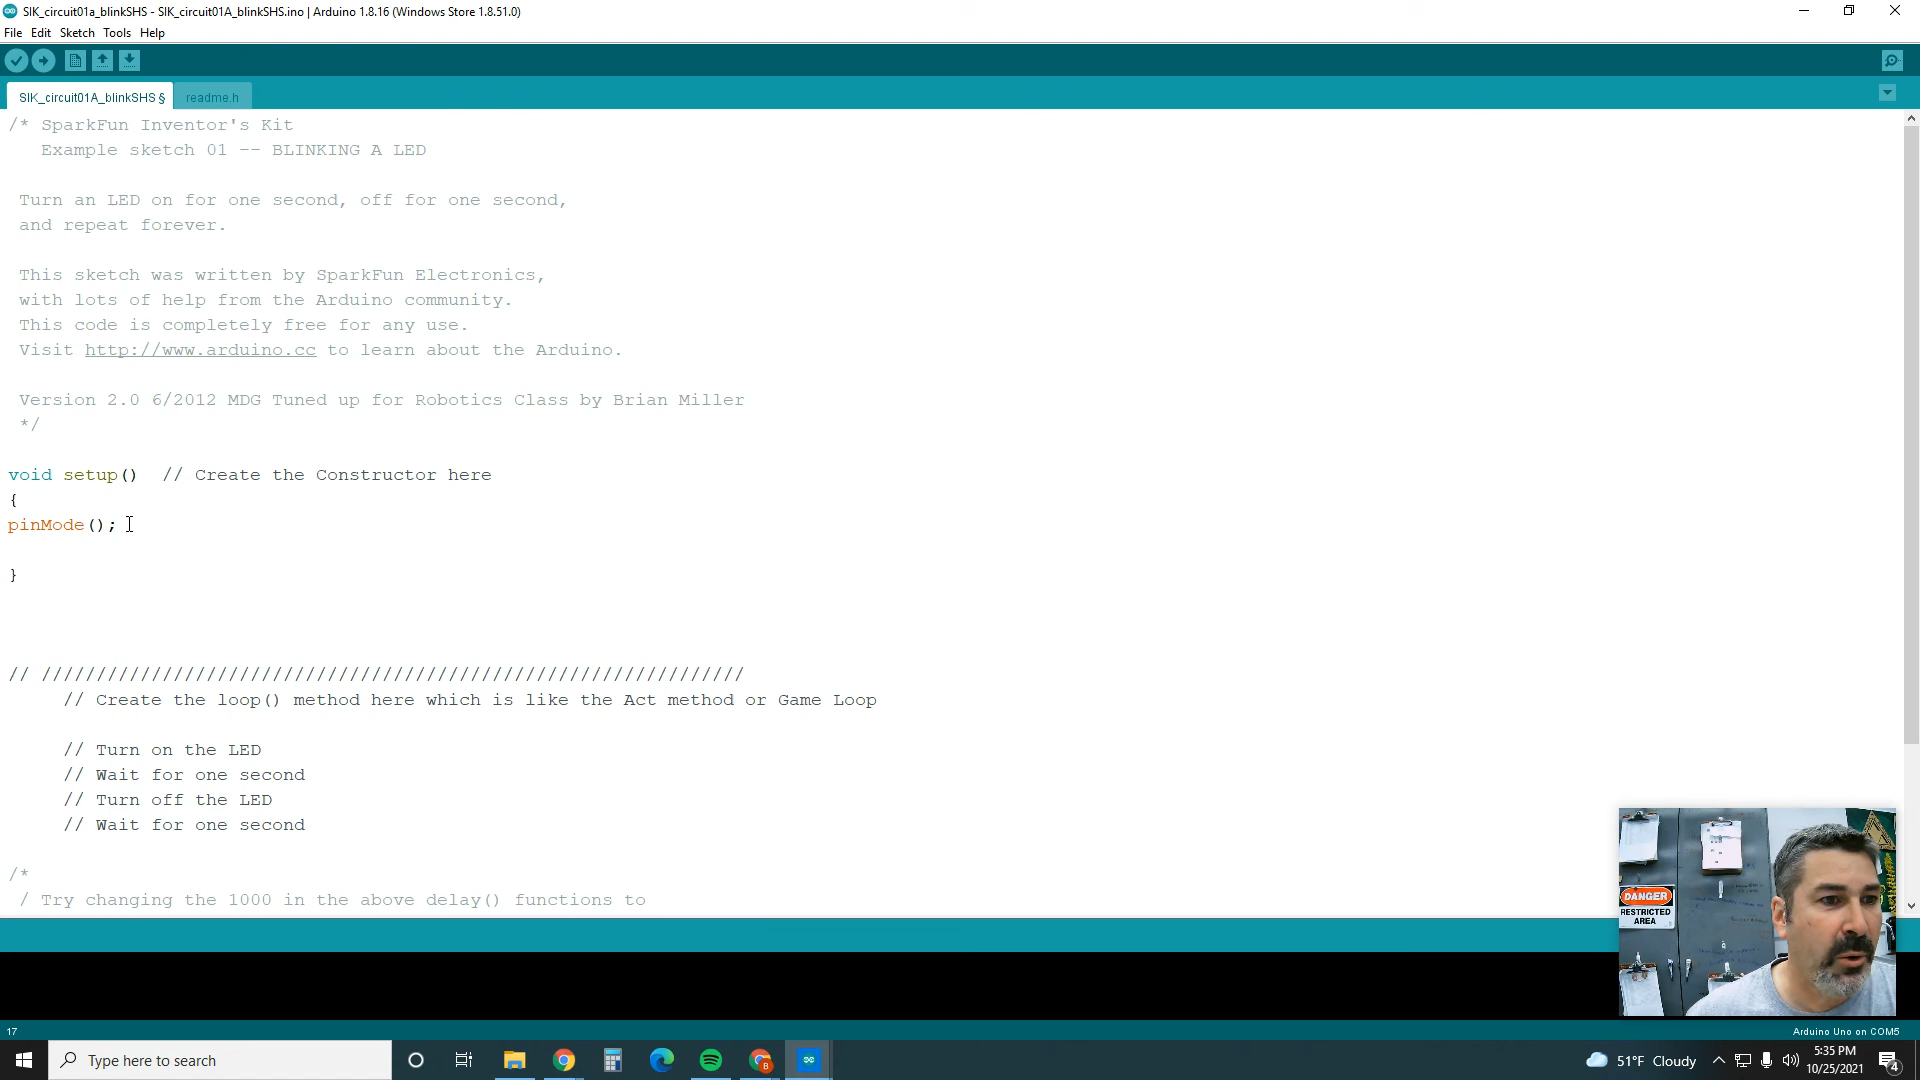 SIK_circuit01a_blinkSHS - SIK_circuit01A_blinkSHS.ino | Arduino 1.8.16 (Windows Store 1.8.51.0)
File Edit Sketch Tools Help
SIK_circuit01A_blinkSHS § readme.h
/* SparkFun Inventor's Kit
Example sketch 01 -- BLINKING A LED
Turn an LED on for one second, off for one second,
and repeat forever.
This sketch was written by SparkFun Electronics,
with lots of help from the Arduino community.
This code is completely free for any use.
Visit http://www.arduino.cc to learn about the Arduino.
Version 2.0 6/2012 MDG Tuned up for Robotics Class by Brian Miller
*/
void setup() // Create the Constructor here
{
pinMode();
}
// ////////////////////////////////////////////////////////////////
// Create the loop() method here which is like the Act method or Game Loop
// Turn on the LED
// Wait for one second
// Turn off the LED
// Wait for one second
/*
/ Try changing the 1000 in the above delay() functions to
DANGER
RESTRICTED
AREA
17
Arduino Uno on COM5
Type here to search
B
51°F Cloudy
5:35 PM
10/25/2021
4